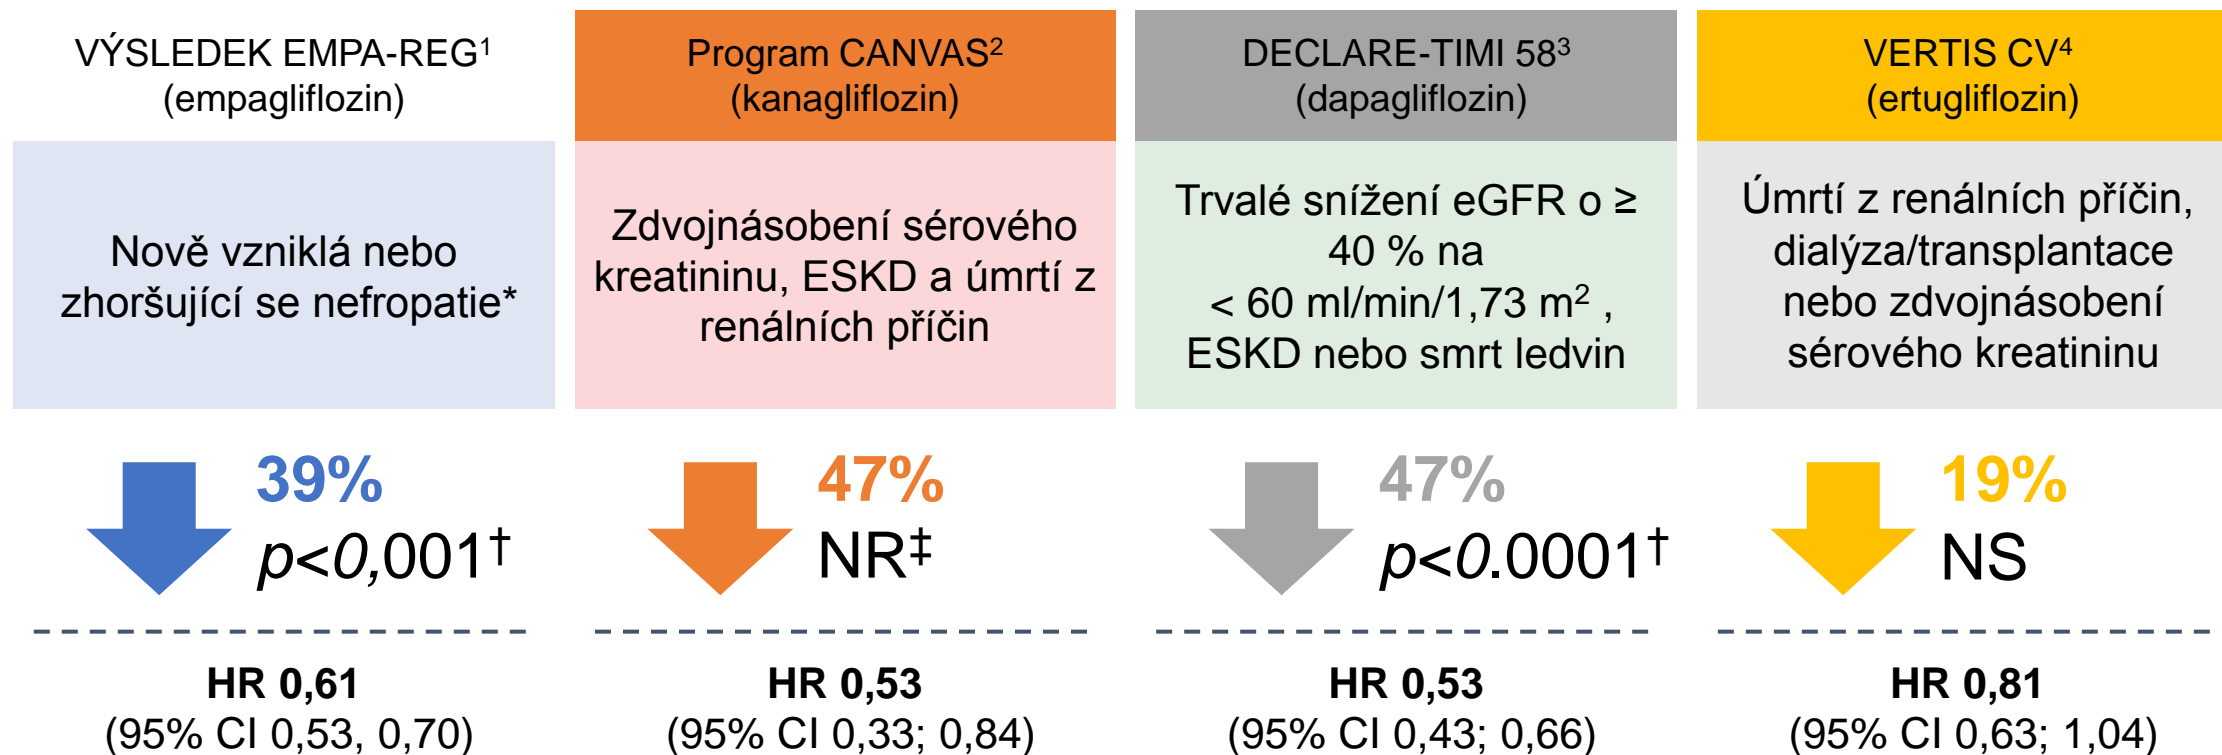 VÝSLEDEK EMPA-REG¹
(empagliflozin)
Nově vzniklá nebo
zhoršující se nefropatie*
39%
p<0,001†
HR 0,61
(95% CI 0,53, 0,70)
Program CANVAS²
(kanagliflozin)
Zdvojnásobení sérového
kreatininu, ESKD a úmrtí z
renálních příčin
47%
NR‡
HR 0,53
(95% CI 0,33; 0,84)
DECLARE-TIMI 58³
(dapagliflozin)
Trvalé snížení eGFR o ≥
40 % na
< 60 ml/min/1,73 m² ,
ESKD nebo smrt ledvin
47%
p<0.0001†
HR 0,53
(95% CI 0,43; 0,66)
VERTIS CV⁴
(ertugliflozin)
Úmrtí z renálních příčin,
dialýza/transplantace
nebo zdvojnásobení
sérového kreatininu
19%
NS
HR 0,81
(95% CI 0,63; 1,04)